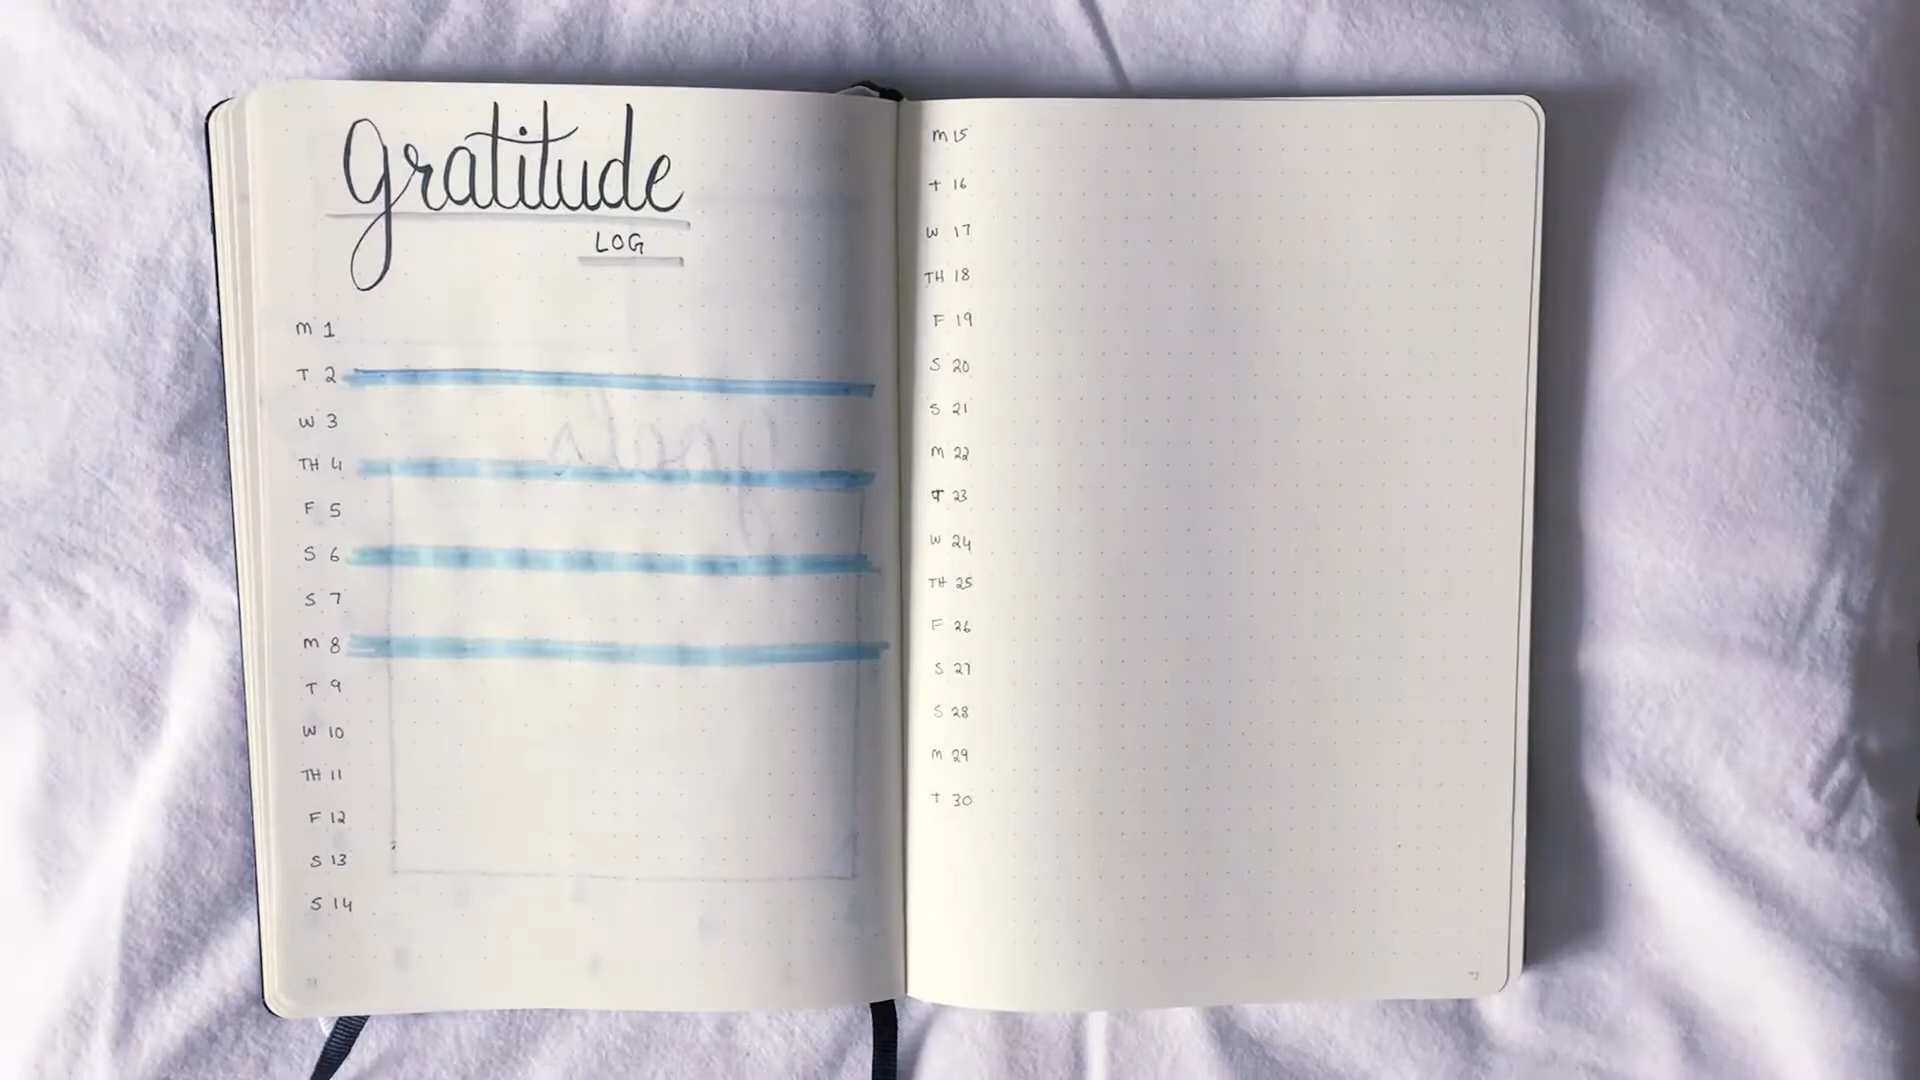 gratitude
LOG
M 1
T 2
W 3
TH 4
F 5
S 6
S 7
M 8
T 9
W 10
TH 11
F 12
S 13
S 14
M 15
T 16
W 17
TH 18
F 19
S 20
S 21
M 22
T 23
W 24
TH 25
F 26
S 27
S 28
M 29
T 30